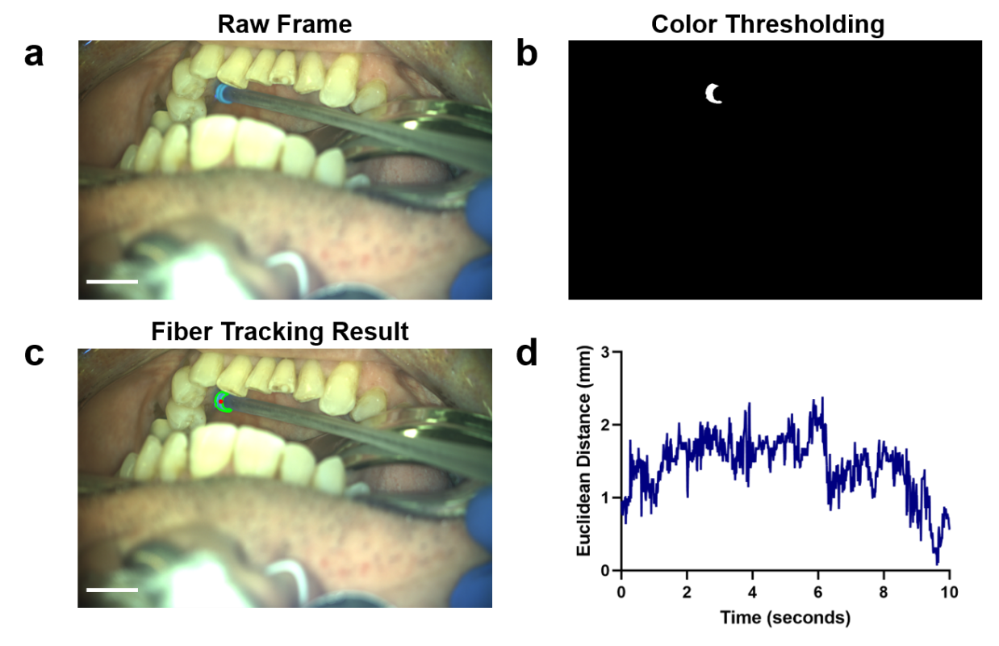 Raw Frame
Color Thresholding
a
b
Fiber Tracking Result
c
d
Euclidean Distance (mm)
3
2
1
0
0 2 4 6 8 10
Time (seconds)